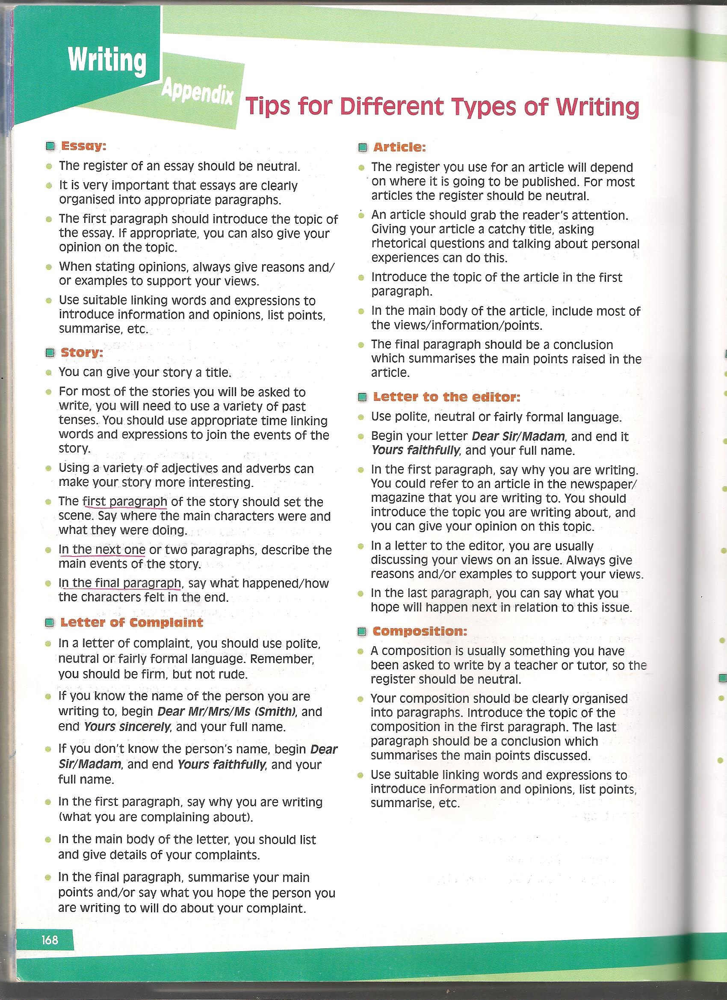 Writing
Appendix
Tips for Different Types of Writing
Essay:
The register of an essay should be neutral.
It is very important that essays are clearly
organised into appropriate paragraphs.
The first paragraph should introduce the topic of
the essay. If appropriate, you can also give your
opinion on the topic.
When stating opinions, always give reasons and/
or examples to support your views.
Use suitable linking words and expressions to
introduce information and opinions, list points,
summarise, etc.
Story:
You can give your story a title.
For most of the stories you will be asked to
write, you will need to use a variety of past
tenses. You should use appropriate time linking
words and expressions to join the events of the
story.
Using a variety of adjectives and adverbs can
make your story more interesting.
The first paragraph of the story should set the
scene. Say where the main characters were and
what they were doing.
In the next one or two paragraphs, describe the
main events of the story.
In the final paragraph, say what happened/how
the characters felt in the end.
Letter of Complaint
In a letter of complaint, you should use polite,
neutral or fairly formal language. Remember,
you should be firm, but not rude.
If you know the name of the person you are
writing to, begin Dear Mr/Mrs/Ms (Smith), and
end Yours sincerely, and your full name.
If you don't know the person's name, begin Dear
Sir/Madam, and end Yours faithfully, and your
full name.
In the first paragraph, say why you are writing
(what you are complaining about).
In the main body of the letter, you should list
and give details of your complaints.
In the final paragraph, summarise your main
points and/or say what you hope the person you
are writing to will do about your complaint.
Article:
The register you use for an article will depend
on where it is going to be published. For most
articles the register should be neutral.
An article should grab the reader's attention.
Giving your article a catchy title, asking
rhetorical questions and talking about personal
experiences can do this.
Introduce the topic of the article in the first
paragraph.
In the main body of the article, include most of
the views/information/points.
The final paragraph should be a conclusion
which summarises the main points raised in the
article.
Letter to the editor:
Use polite, neutral or fairly formal language.
Begin your letter Dear Sir/Madam, and end it
Yours faithfully, and your full name.
In the first paragraph, say why you are writing.
You could refer to an article in the newspaper/
magazine that you are writing to. You should
introduce the topic you are writing about, and
you can give your opinion on this topic.
In a letter to the editor, you are usually
discussing your views on an issue. Always give
reasons and/or examples to support your views.
In the last paragraph, you can say what you
hope will happen next in relation to this issue.
Composition:
A composition is usually something you have
been asked to write by a teacher or tutor, so the
register should be neutral.
Your composition should be clearly organised
into paragraphs. Introduce the topic of the
composition in the first paragraph. The last
paragraph should be a conclusion which
summarises the main points discussed.
Use suitable linking words and expressions to
introduce information and opinions, list points,
summarise, etc.
168